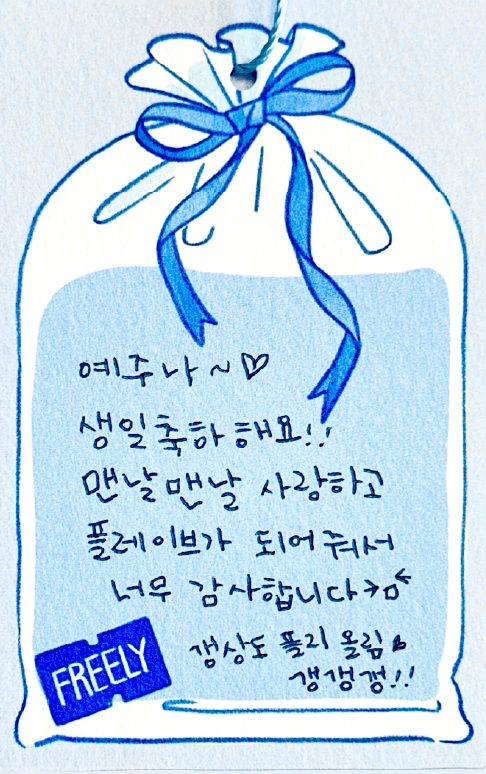 예주나~♡
생일축하해요!!
맨날맨날 사랑하고
플레이브가 되어줘서
너무 감사합니다>ㅁ<
갱상도 플리 올림
갱갱겅!!
FREELY